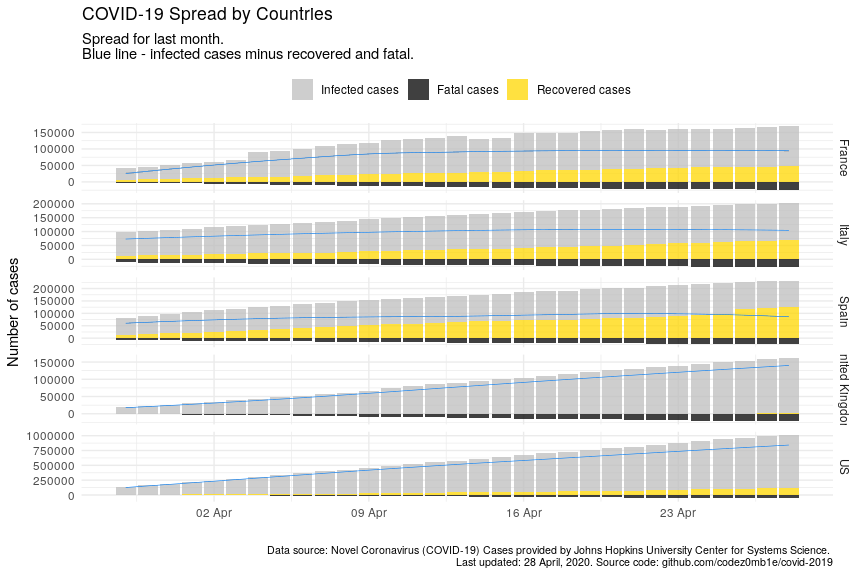 COVID-19 Spread by Countries
Spread for last month.
Blue line - infected cases minus recovered and fatal.
Infected cases Fatal cases Recovered cases
Number of cases
150000
100000
50000
0
France
200000
150000
100000
50000
0
Italy
200000
150000
100000
50000
0
Spain
150000
100000
50000
0
nited Kingdor
1000000
750000
500000
250000
0
US
02 Apr 09 Apr 16 Apr 23 Apr
Data source: Novel Coronavirus (COVID-19) Cases provided by Johns Hopkins University Center for Systems Science.
Last updated: 28 April, 2020. Source code: github.com/codez0mb1e/covid-2019